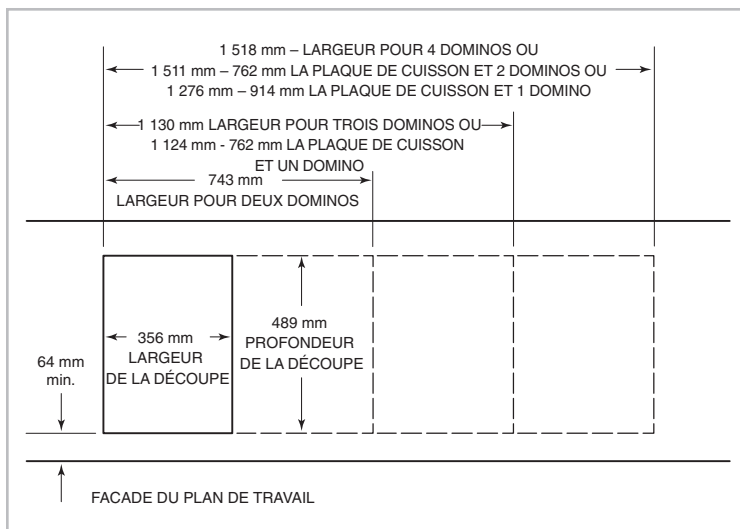 1 518 mm – LARGEUR POUR 4 DOMINOS OU
1 511 mm – 762 mm LA PLAQUE DE CUISSON ET 2 DOMINOS OU
1 276 mm – 914 mm LA PLAQUE DE CUISSON ET 1 DOMINO
1 130 mm LARGEUR POUR TROIS DOMINOS OU
1 124 mm - 762 mm LA PLAQUE DE CUISSON
ET UN DOMINO
743 mm
LARGEUR POUR DEUX DOMINOS
356 mm
LARGEUR
DE LA DÉCOUPE
489 mm
PROFONDEUR
DE LA DÉCOUPE
64 mm
min.
FACADE DU PLAN DE TRAVAIL